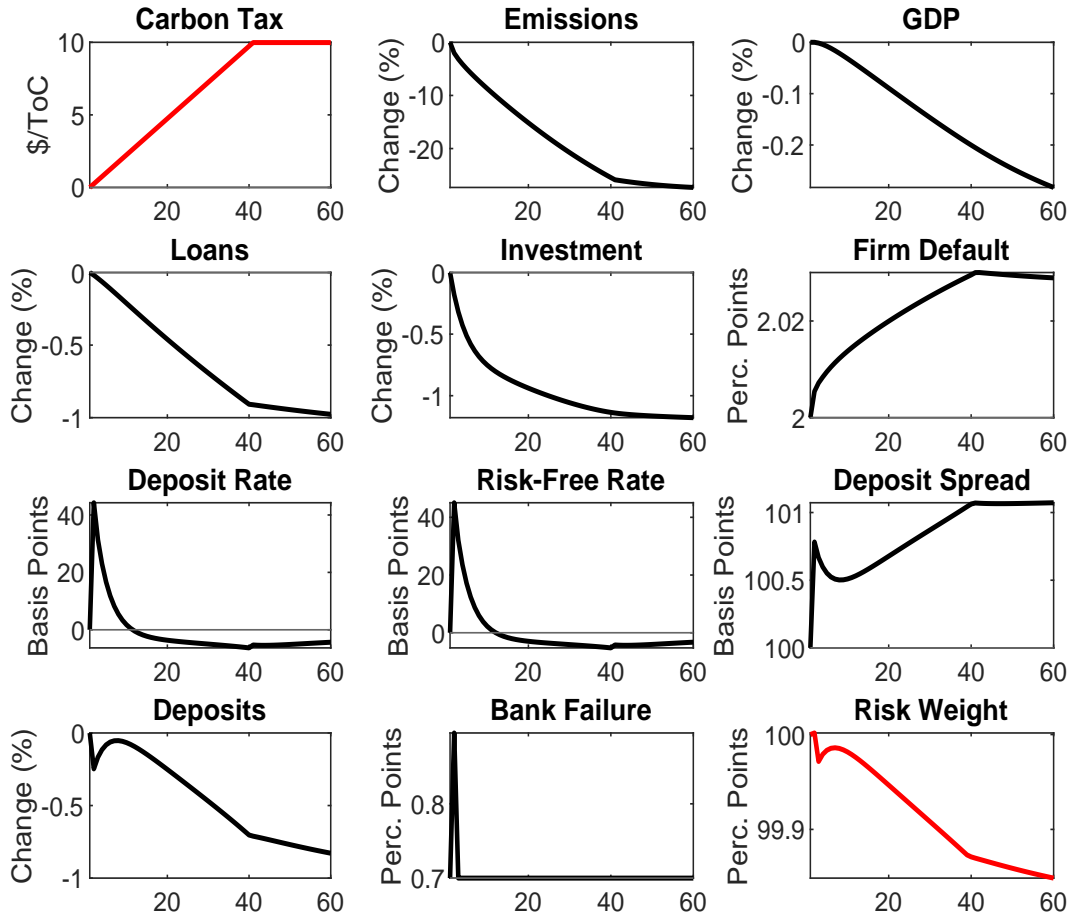 Carbon Tax
$/ToC
10
5
0
20 40 60
Emissions
Change (%)
0
-10
-20
20 40 60
GDP
Change (%)
0
-0.1
-0.2
20 40 60
Loans
Change (%)
0
-0.5
-1
20 40 60
Investment
Change (%)
0
-0.5
-1
20 40 60
Firm Default
Perc. Points
2.02
2
20 40 60
Deposit Rate
Basis Points
40
20
0
20 40 60
Risk-Free Rate
Basis Points
40
20
0
20 40 60
Deposit Spread
Basis Points
101
100.5
100
20 40 60
Deposits
Change (%)
0
-0.5
-1
20 40 60
Bank Failure
Perc. Points
0.8
0.7
20 40 60
Risk Weight
Perc. Points
100
99.9
20 40 60